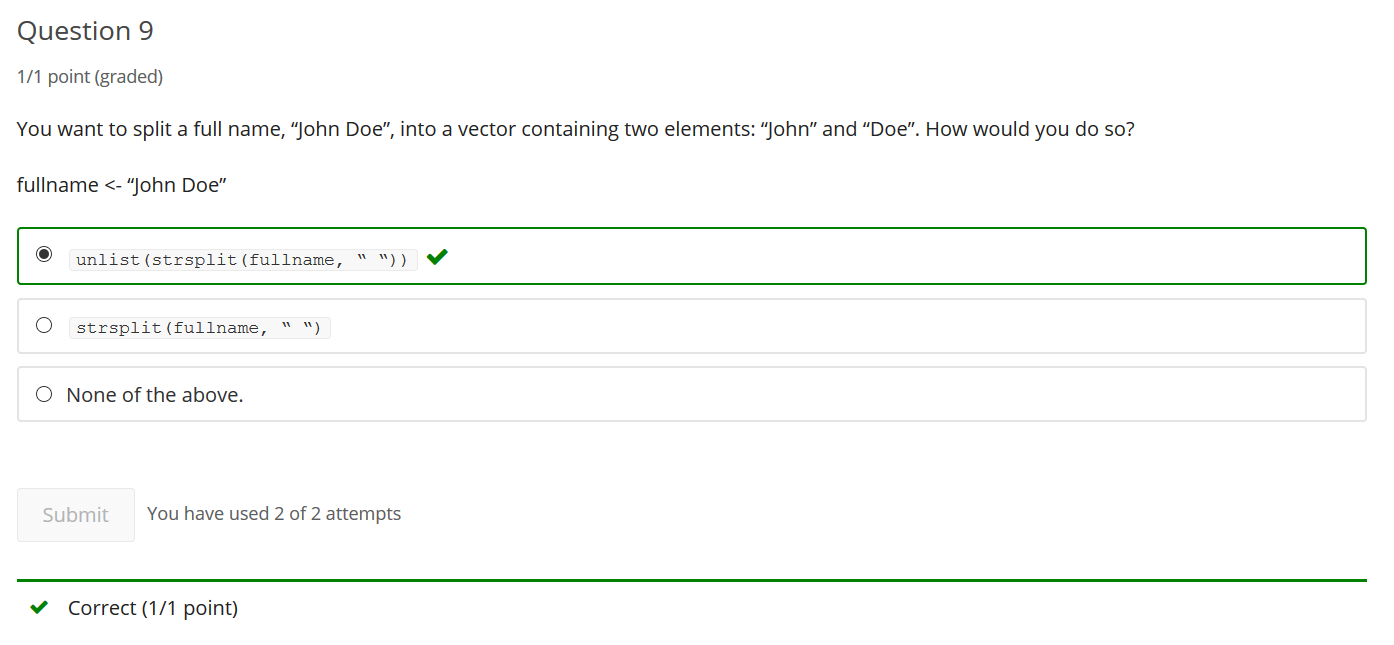 Question 9
1/1 point (graded)
You want to split a full name, “John Doe”, into a vector containing two elements: “John” and “Doe”. How would you do so?
fullname <- “John Doe”
unlist(strsplit(fullname, “ “))
strsplit(fullname, “ “)
None of the above.
Submit You have used 2 of 2 attempts
Correct (1/1 point)